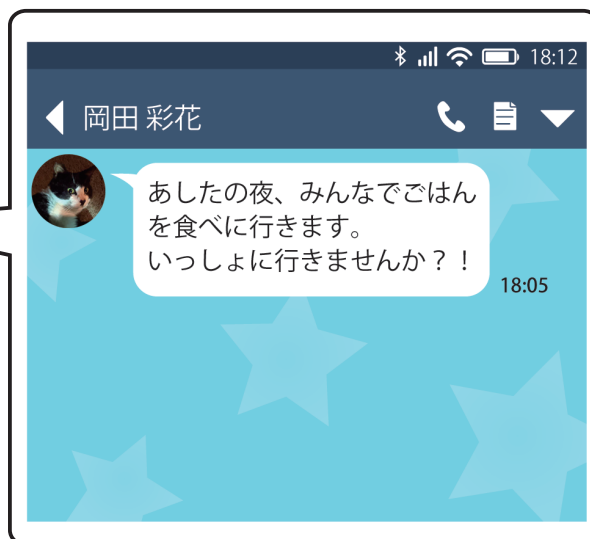 18:12
岡田 彩花
あしたの夜、みんなでごはん
を食べに行きます。
いっしょに行きませんか？！
18:05